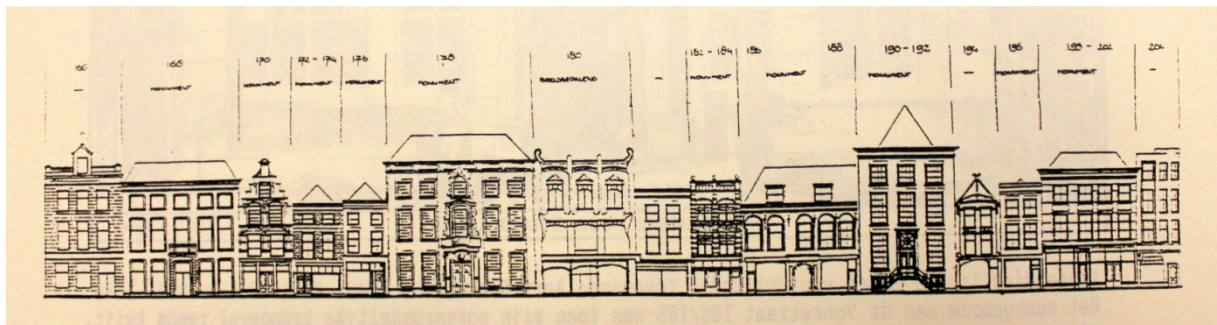 166 168 170 172 - 174 176 178 180 182 - 184 186 188 190 - 192 194 196 198 - 202 204
— MONUMENT MONUMENT MONUMENT MONUMENT MONUMENT BEELDBEPALEND — MONUMENT MONUMENT MONUMENT — MONUMENT MONUMENT —
Het muntgebouw aan de Voorstraat 186/188 was toen zijn oorspronkelijke trapgevel reeds kwijt.